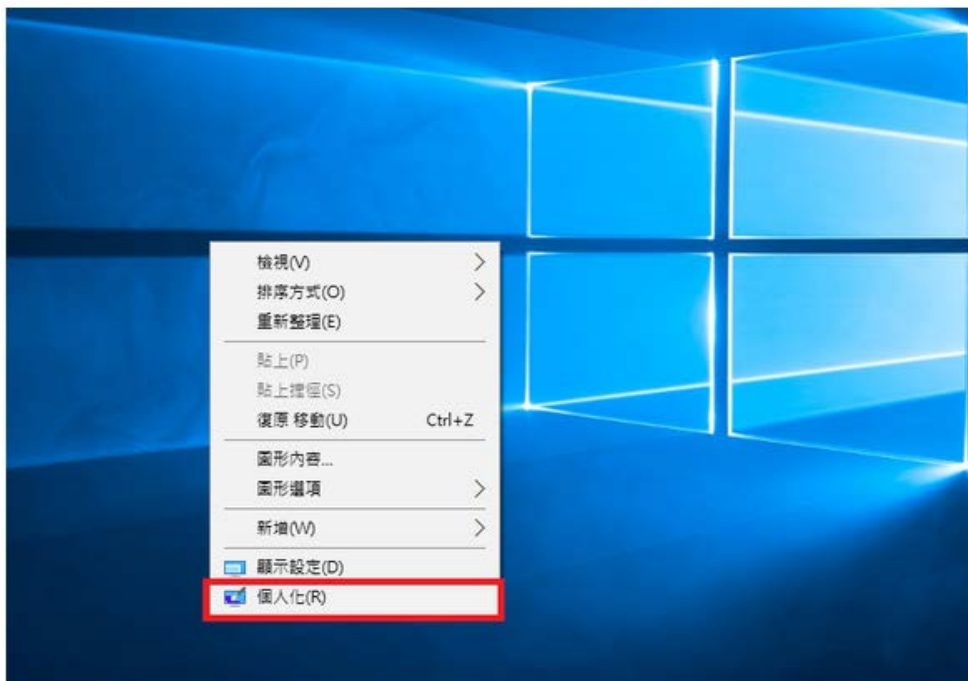 檢視(V)
排序方式(O)
重新整理(E)
貼上(P)
貼上捷徑(S)
復原 移動(U) Ctrl+Z
圖形內容...
圖形選項
新增(W)
顯示設定(D)
個人化(R)